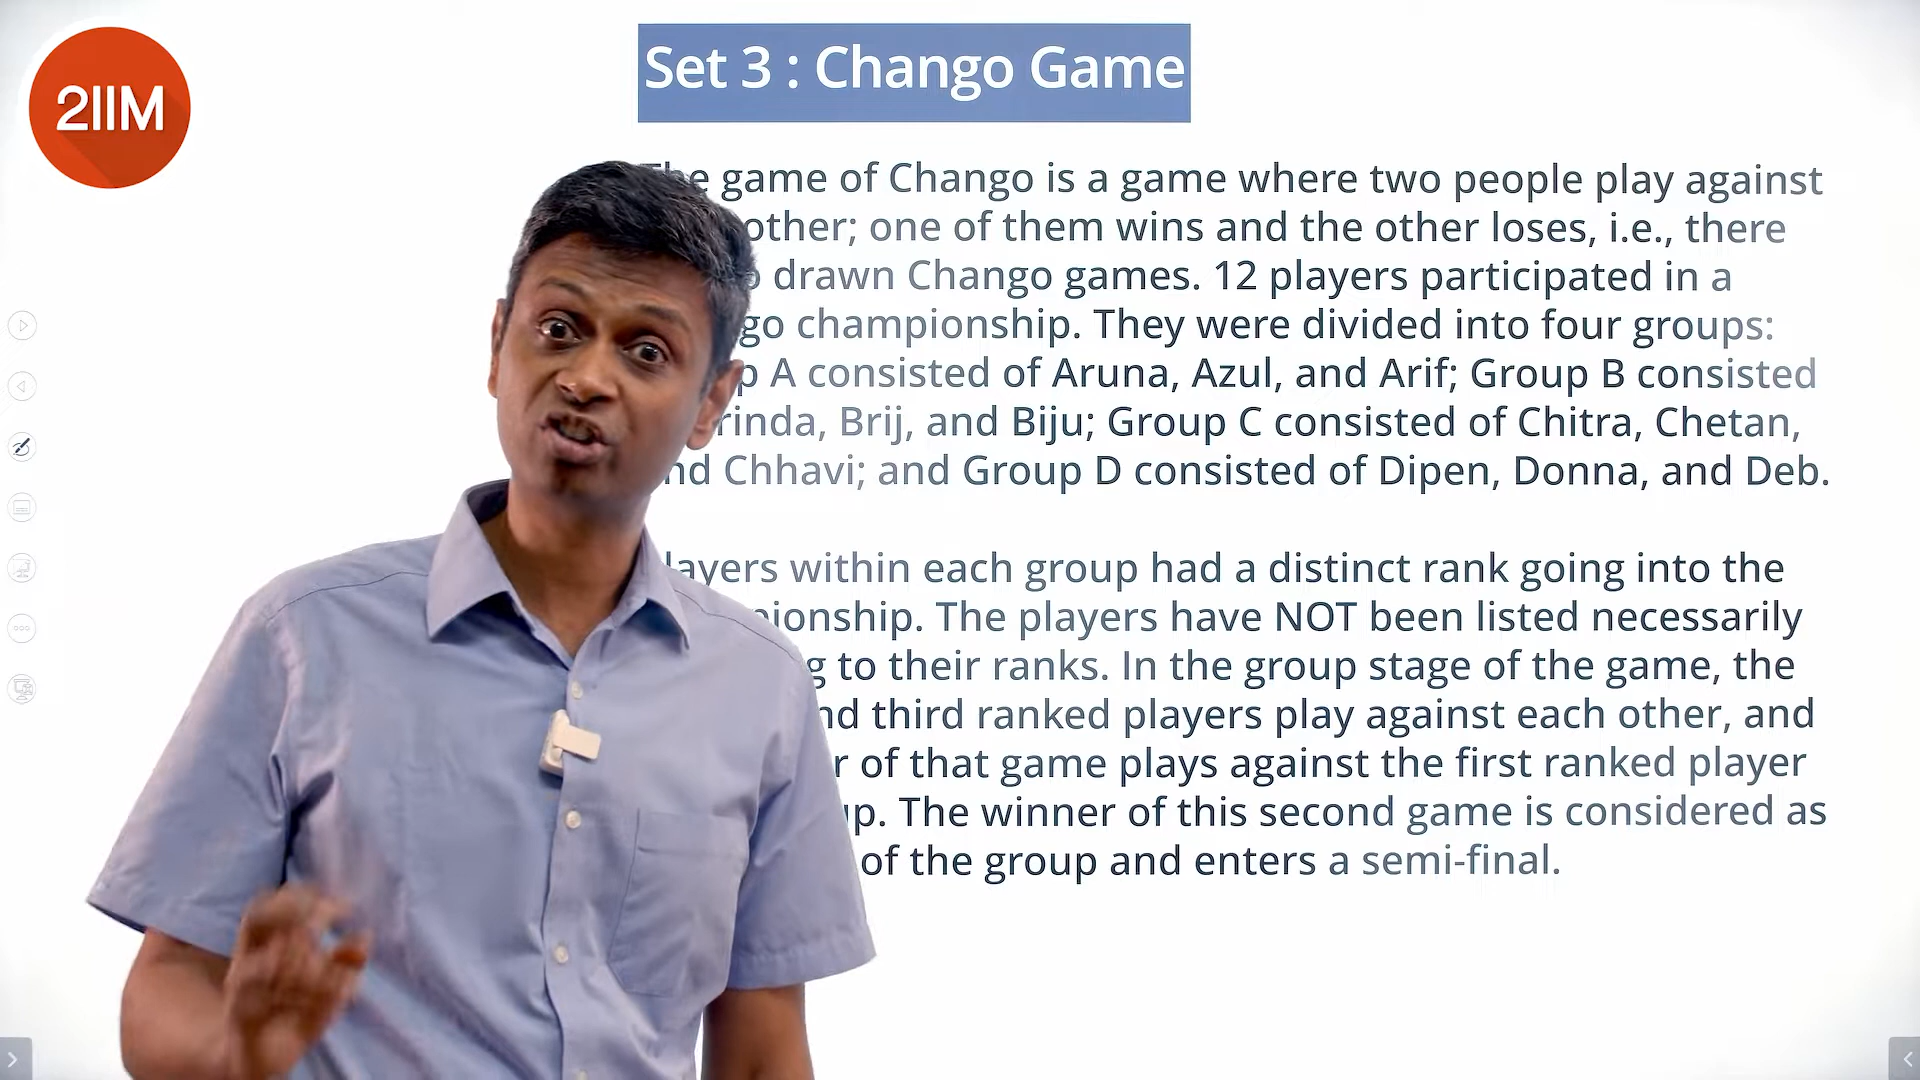 2IIM
Set 3 : Chango Game
game of Chango is a game where two people play against
other; one of them wins and the other loses, i.e., there
drawn Chango games. 12 players participated in a
championship. They were divided into four groups:
A consisted of Aruna, Azul, and Arif; Group B consisted
Brij, and Biju; Group C consisted of Chitra, Chetan,
Chhavi; and Group D consisted of Dipen, Donna, and Deb.
within each group had a distinct rank going into the
The players have NOT been listed necessarily
to their ranks. In the group stage of the game, the
third ranked players play against each other, and
of that game plays against the first ranked player
The winner of this second game is considered as
of the group and enters a semi-final.